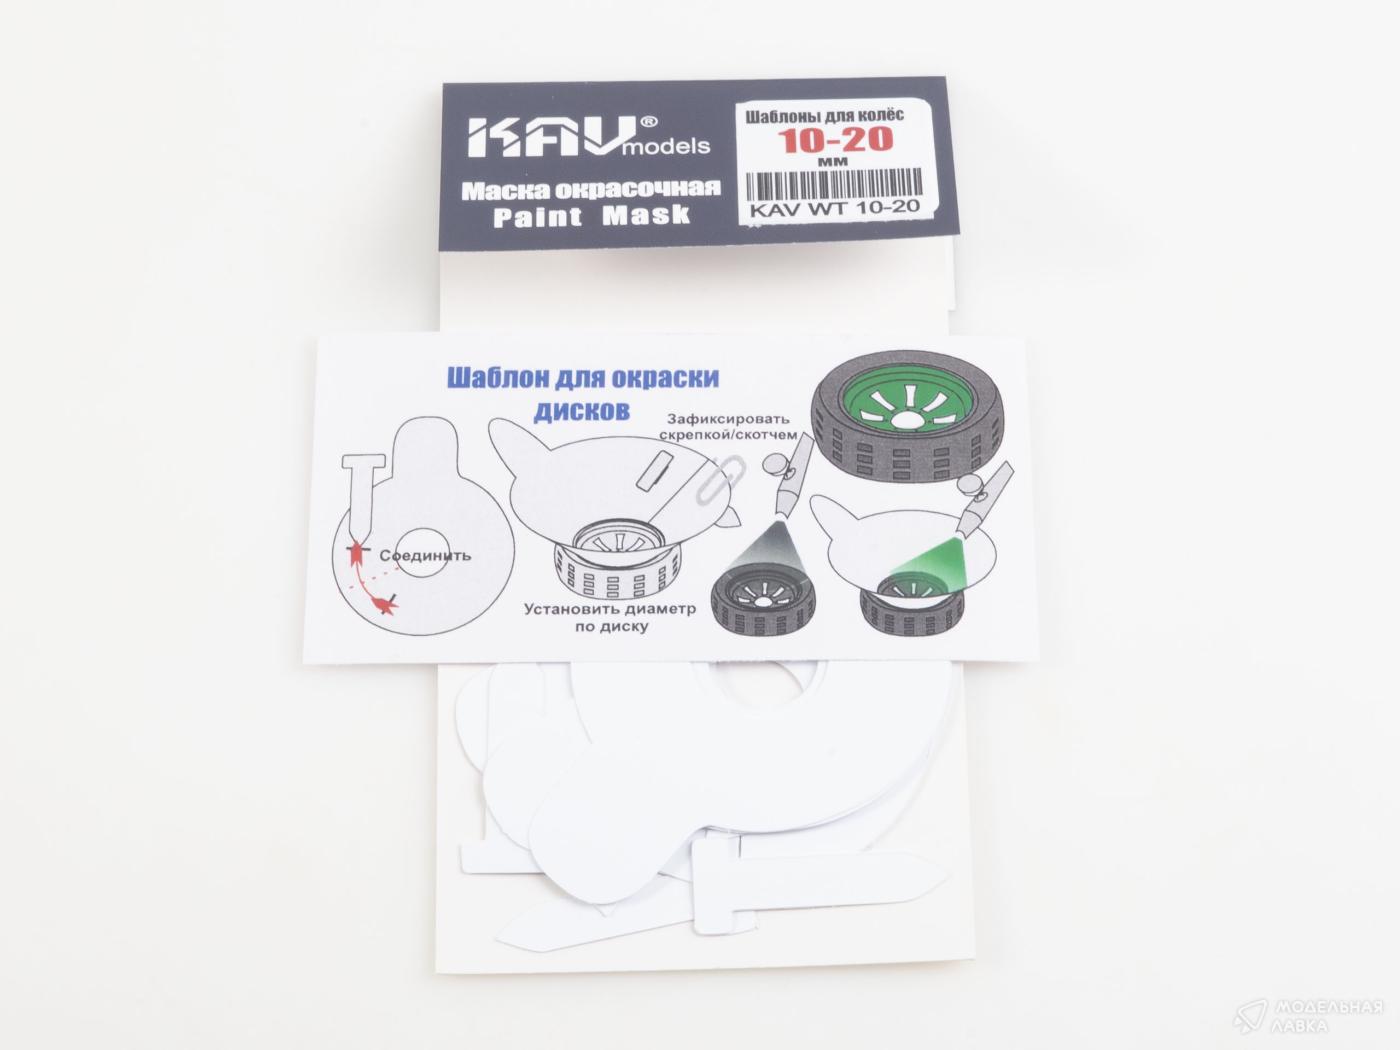 KAV®
models
Маска окрасочная
Paint Mask
Шаблоны для колёс
10-20
мм
KAV WT 10-20
Шаблон для окраски
дисков
Зафиксировать
скрепкой/скотчем
Соединить
Установить диаметр
по диску
МОДЕЛЬНАЯ
ЛАВКА